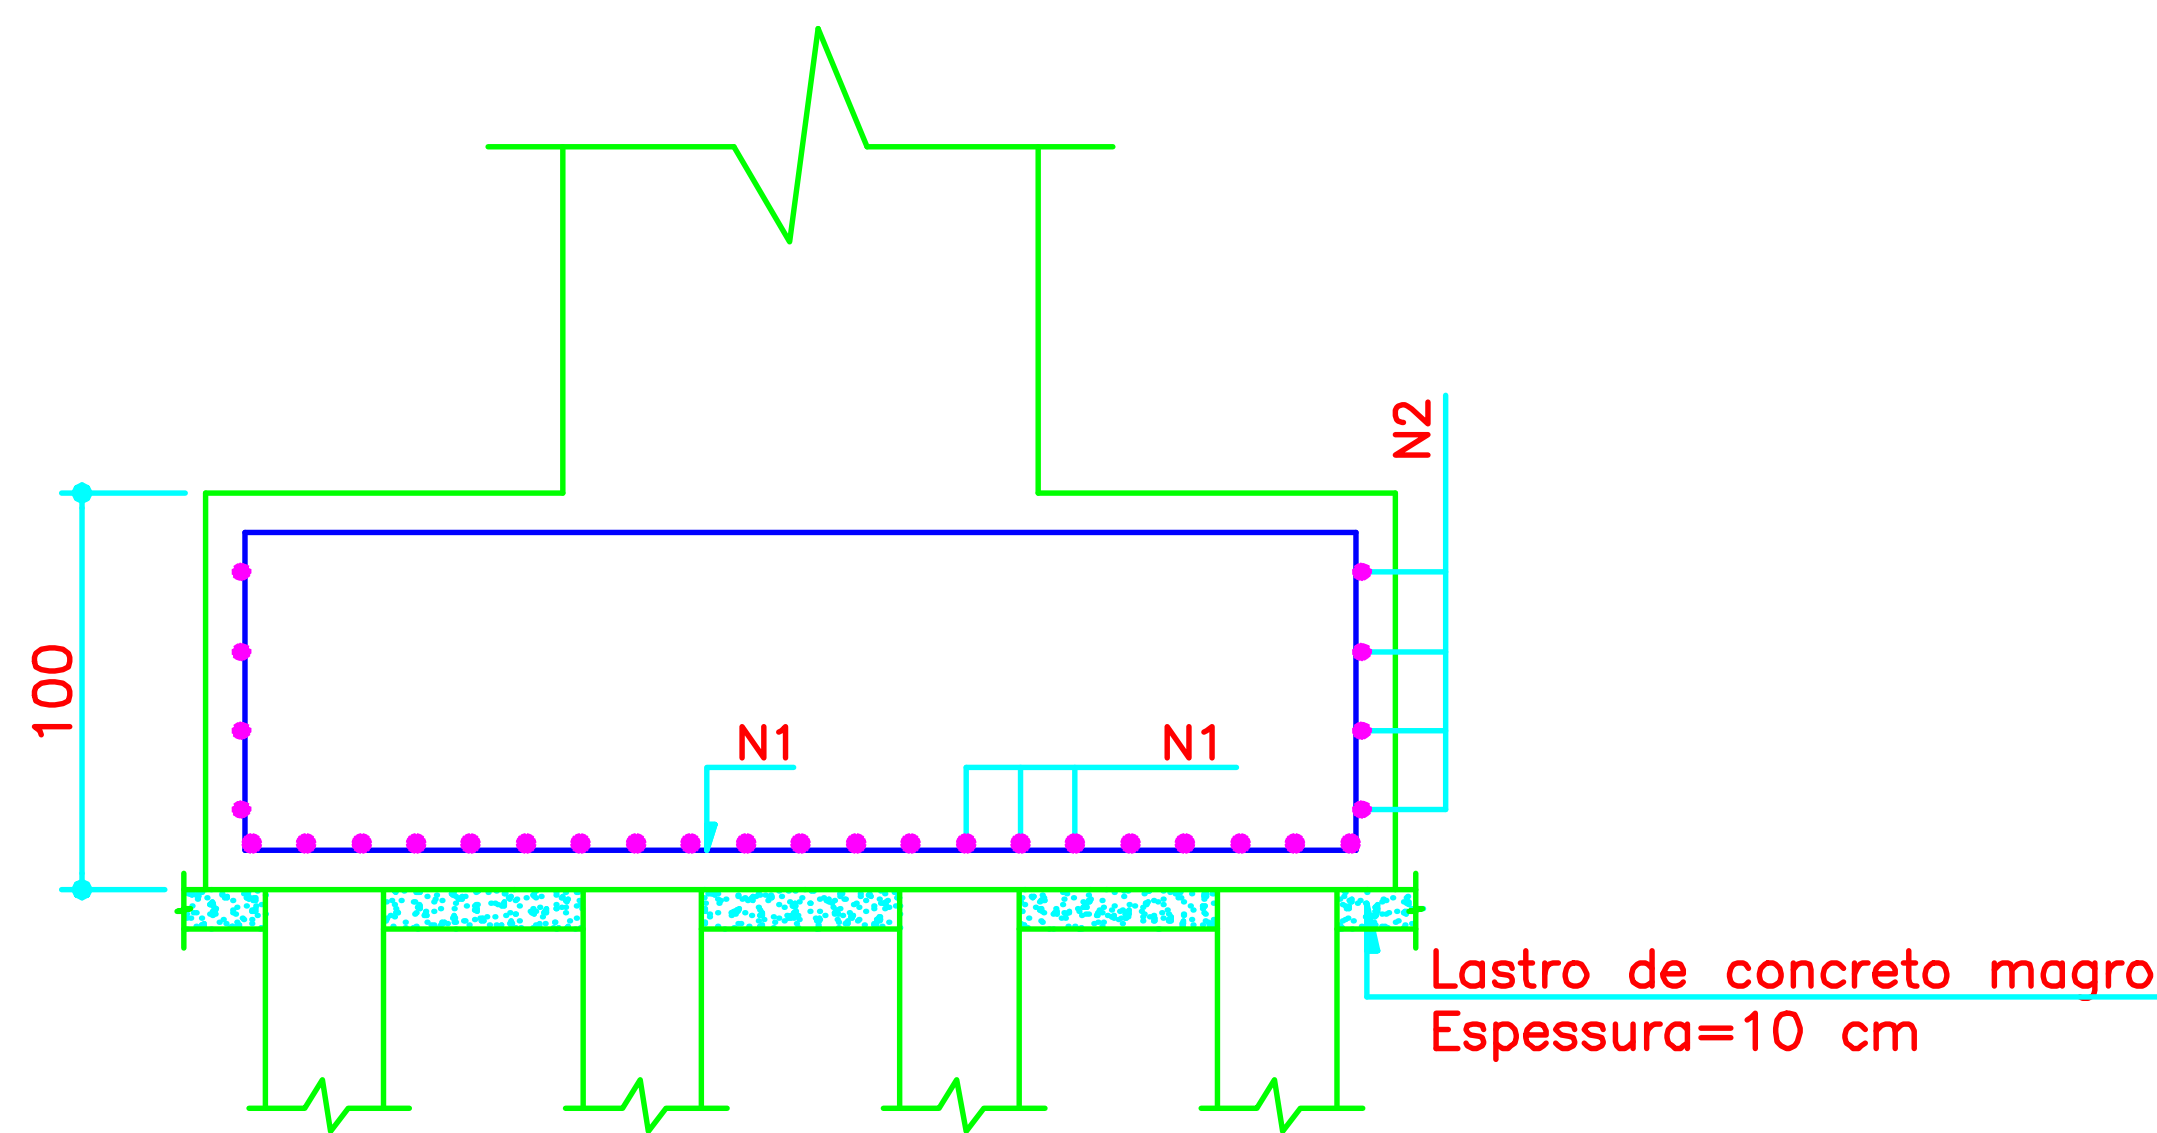 N2
100
N1
N1
Lastro de concreto magro
Espessura=10 cm